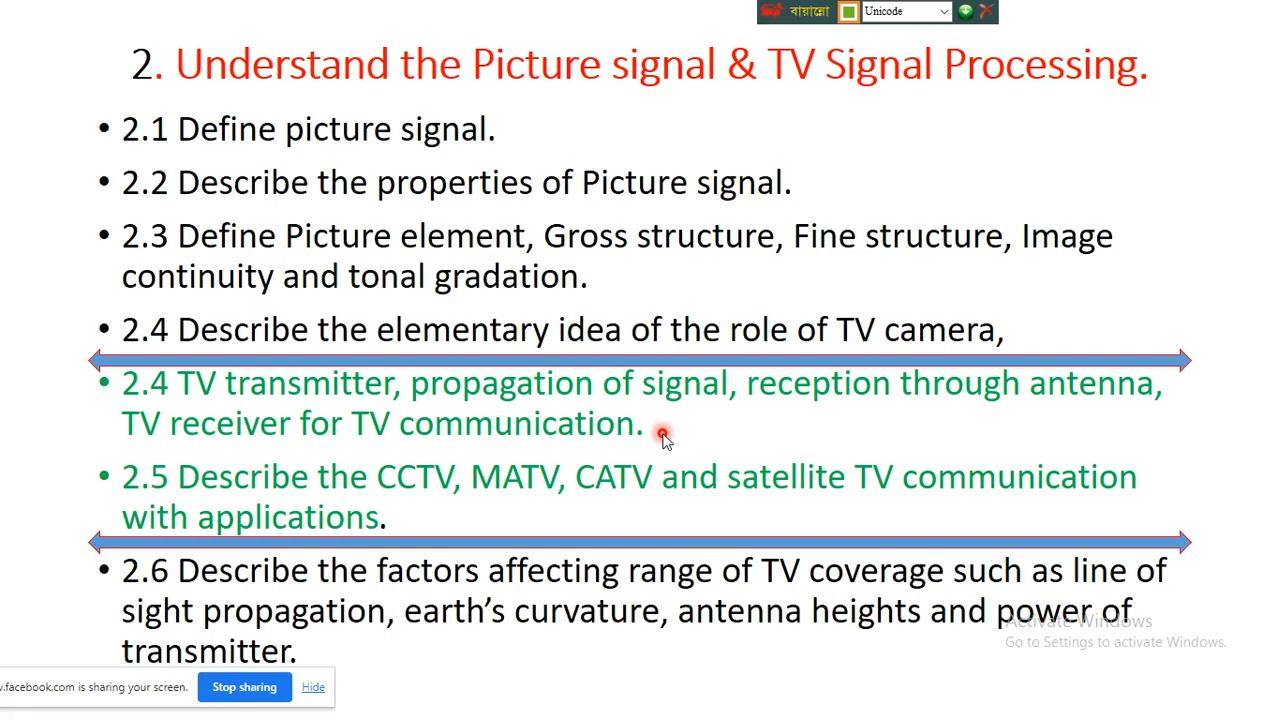 বায়ান্নো Unicode
2. Understand the Picture signal & TV Signal Processing.
• 2.1 Define picture signal.
• 2.2 Describe the properties of Picture signal.
• 2.3 Define Picture element, Gross structure, Fine structure, Image
continuity and tonal gradation.
• 2.4 Describe the elementary idea of the role of TV camera,
• 2.4 TV transmitter, propagation of signal, reception through antenna,
TV receiver for TV communication.
• 2.5 Describe the CCTV, MATV, CATV and satellite TV communication
with applications.
• 2.6 Describe the factors affecting range of TV coverage such as line of
sight propagation, earth's curvature, antenna heights and power of
transmitter.
Activate Windows
Go to Settings to activate Windows.
.facebook.com is sharing your screen. Stop sharing Hide